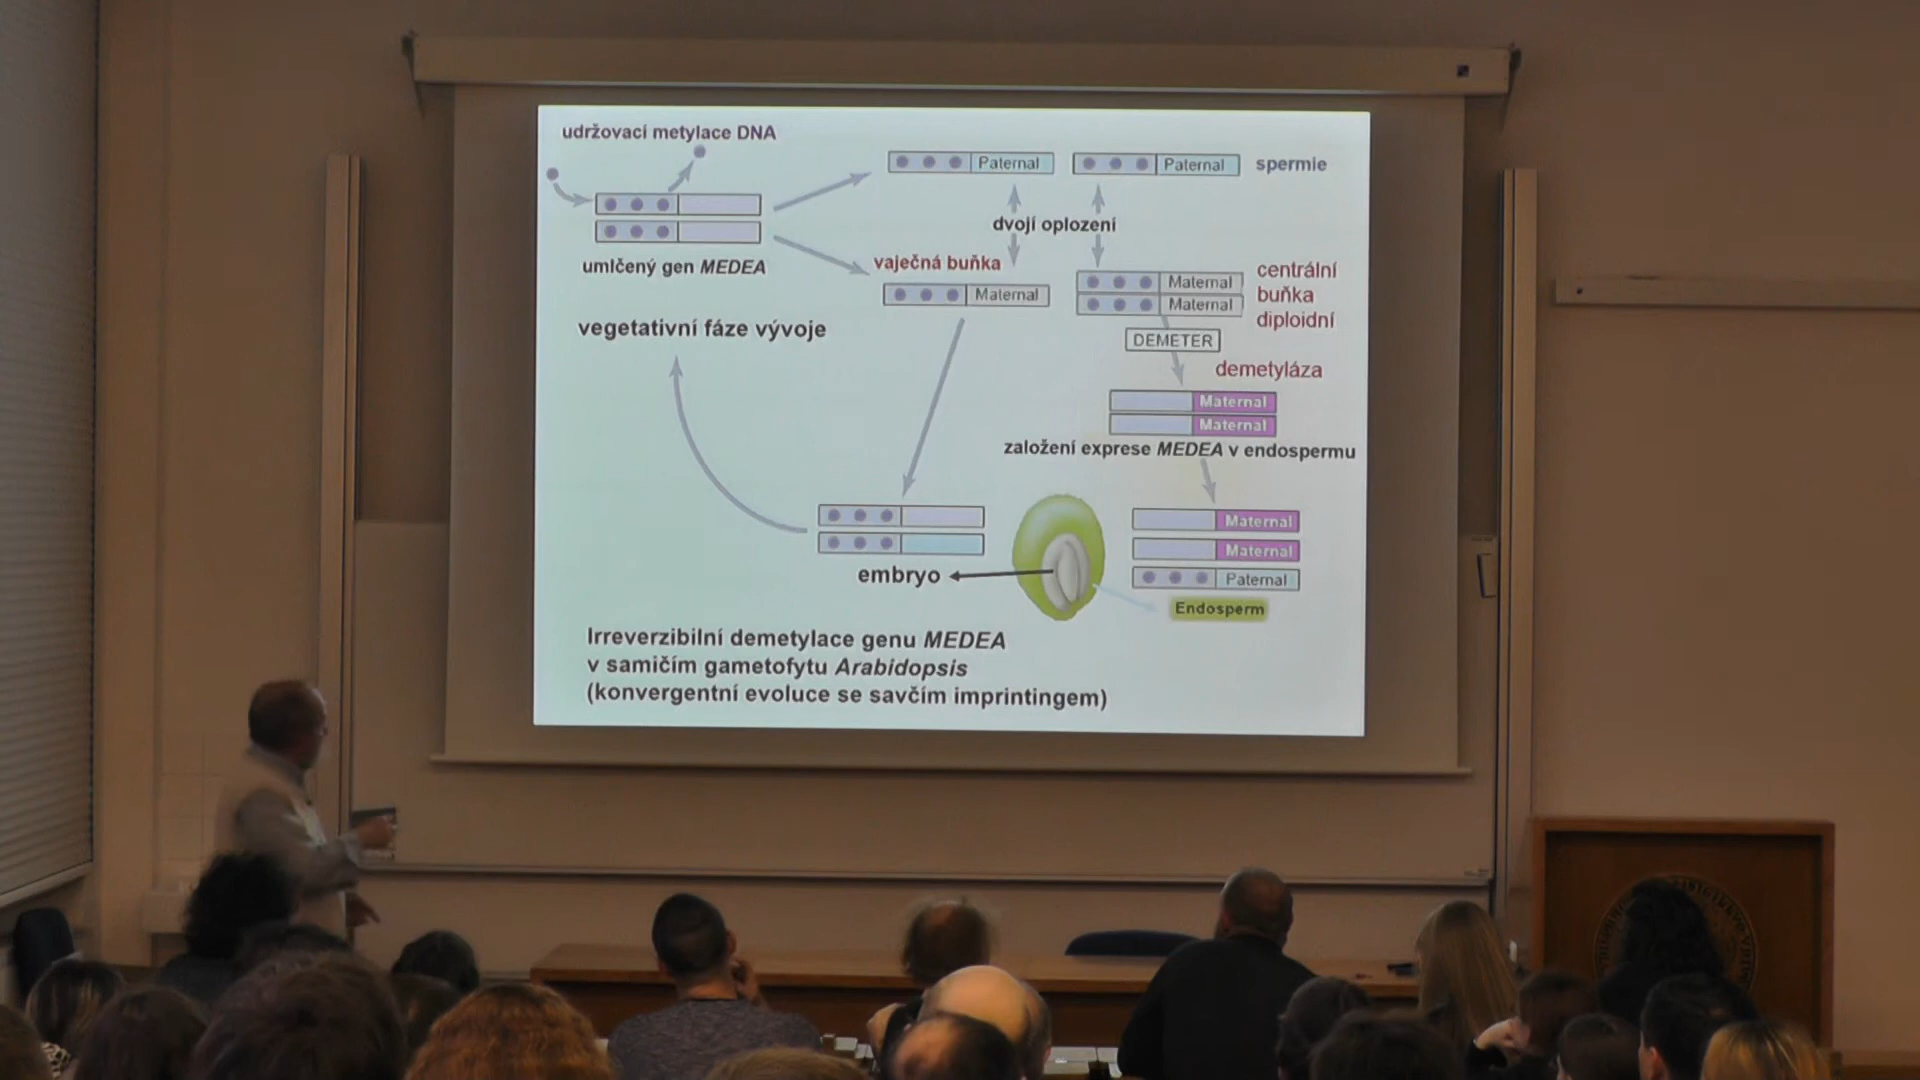 udržovací metylace DNA
Paternal
Paternal
spermie
dvojí oplození
umlčený gen MEDEA
vaječná buňka
Maternal
Maternal
Maternal
centrální
buňka
diploidní
vegetativní fáze vývoje
DEMETER
demetyláza
Maternal
Maternal
založení exprese MEDEA v endospermu
Maternal
Maternal
Paternal
embryo
Endosperm
Irreverzibilní demetylace genu MEDEA
v samičím gametofytu Arabidopsis
(konvergentní evoluce se savčím imprintingem)